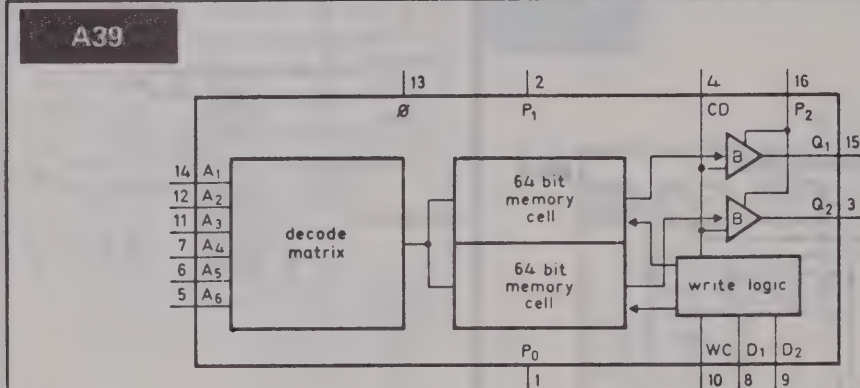 A39
13 2 4 16
Ø P₁ CD P₂
B Q₁ 15
14 A₁
12 A₂
11 A₃
7 A₄
6 A₅
5 A₆
decode
matrix
64 bit
memory
cell
64 bit
memory
cell
B Q₂ 3
write logic
P₀ WC D₁ D₂
1 10 8 9